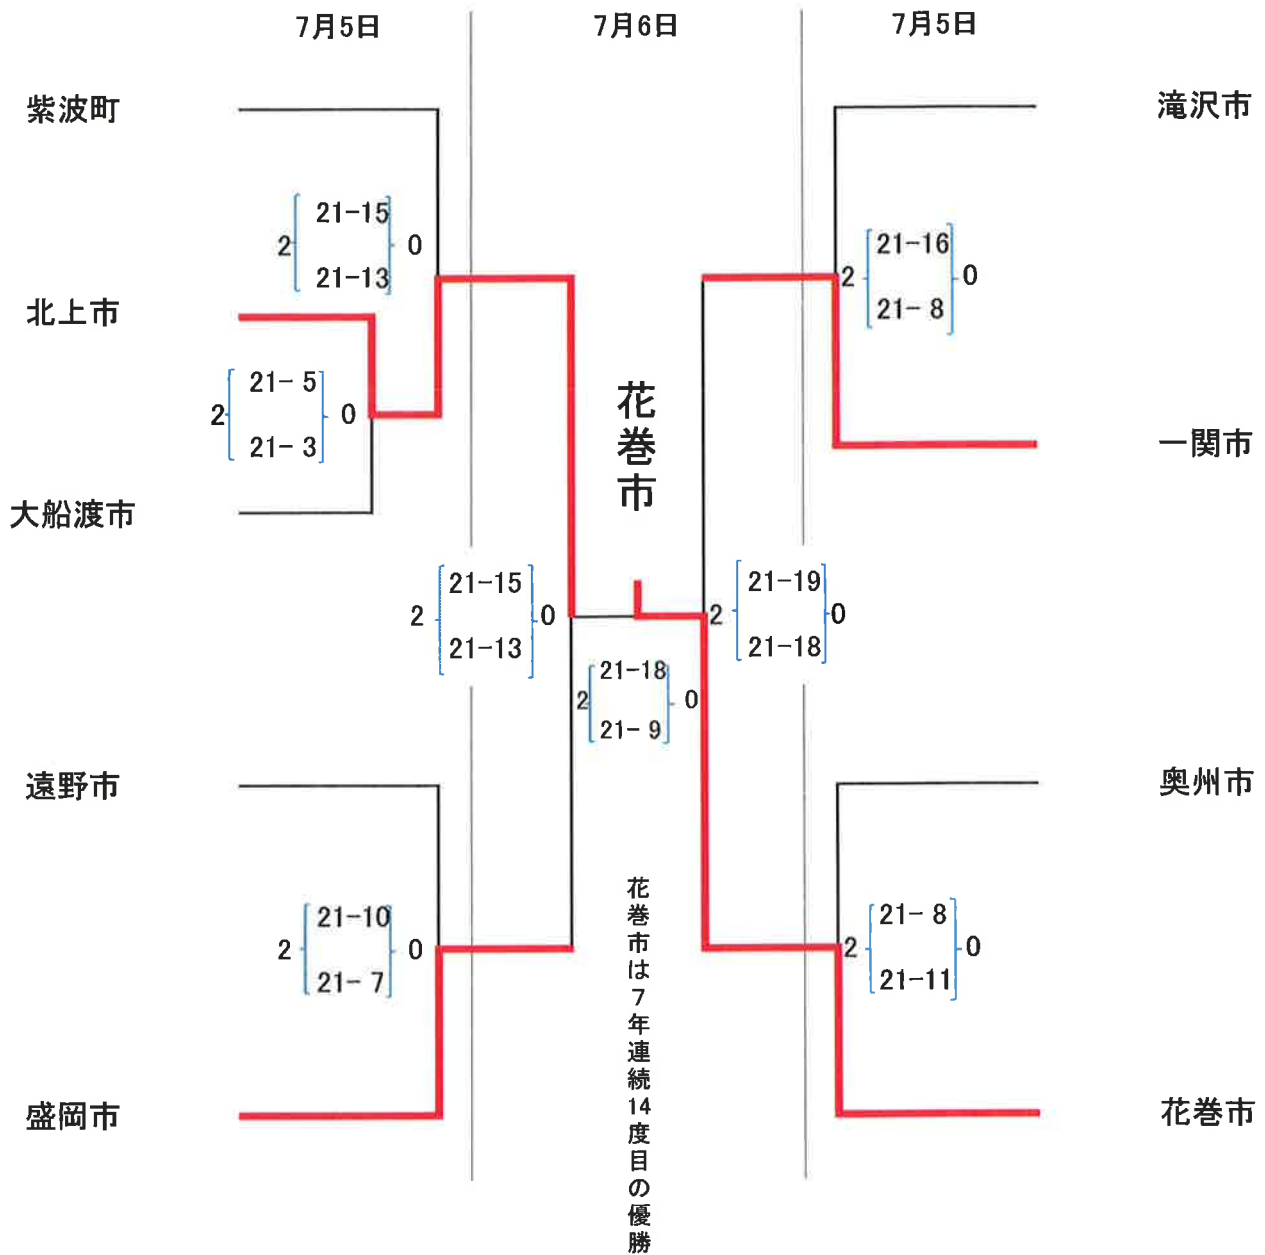 7月5日
7月6日
7月5日
紫波町
滝沢市
21-15
2 0
21-13
21-16
2 0
21- 8
北上市
21- 5
2 0
21- 3
花巻市
一関市
大船渡市
21-15
2 0
21-13
21-19
2 0
21-18
21-18
2 0
21- 9
遠野市
奥州市
21-10
2 0
21- 7
21- 8
2 0
21-11
盛岡市
花巻市
花巻市は7年連続14度目の優勝